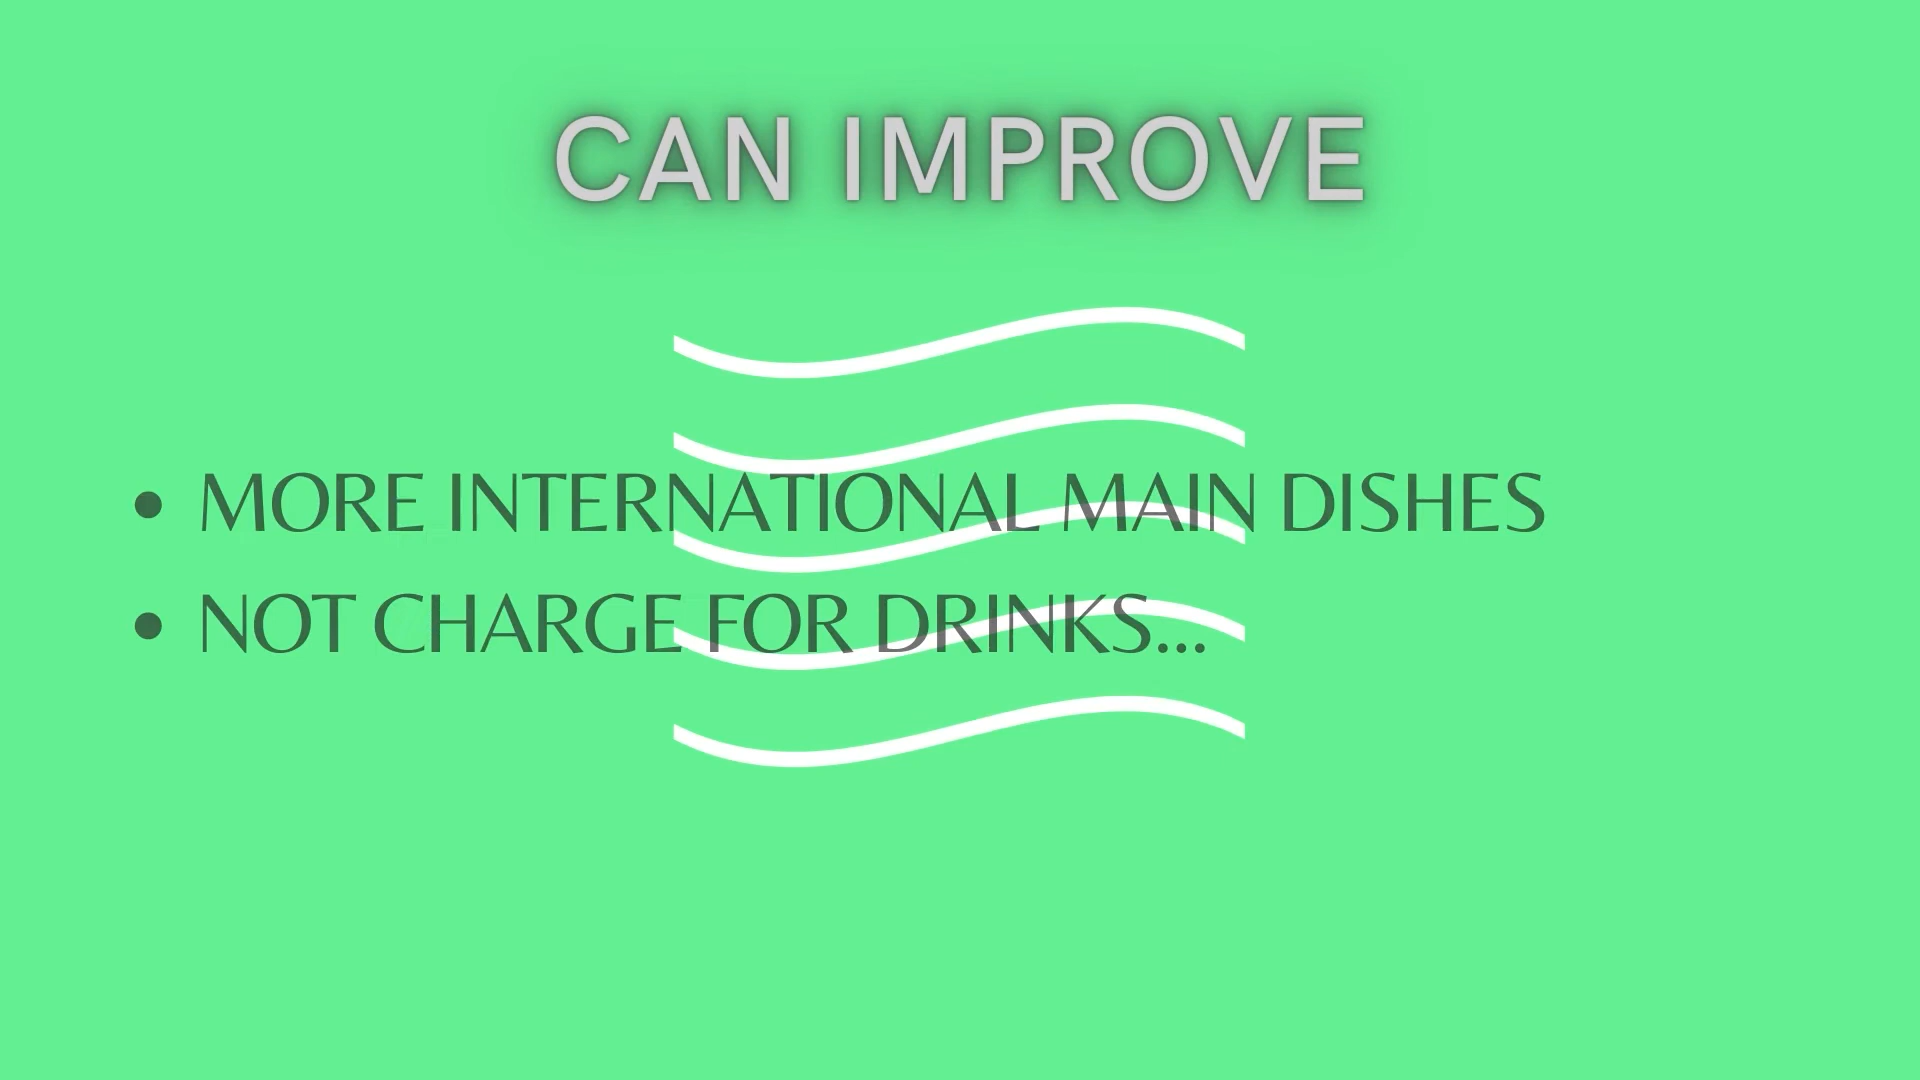 CAN IMPROVE
• MORE INTERNATIONAL MAIN DISHES
• NOT CHARGE FOR DRINKS...